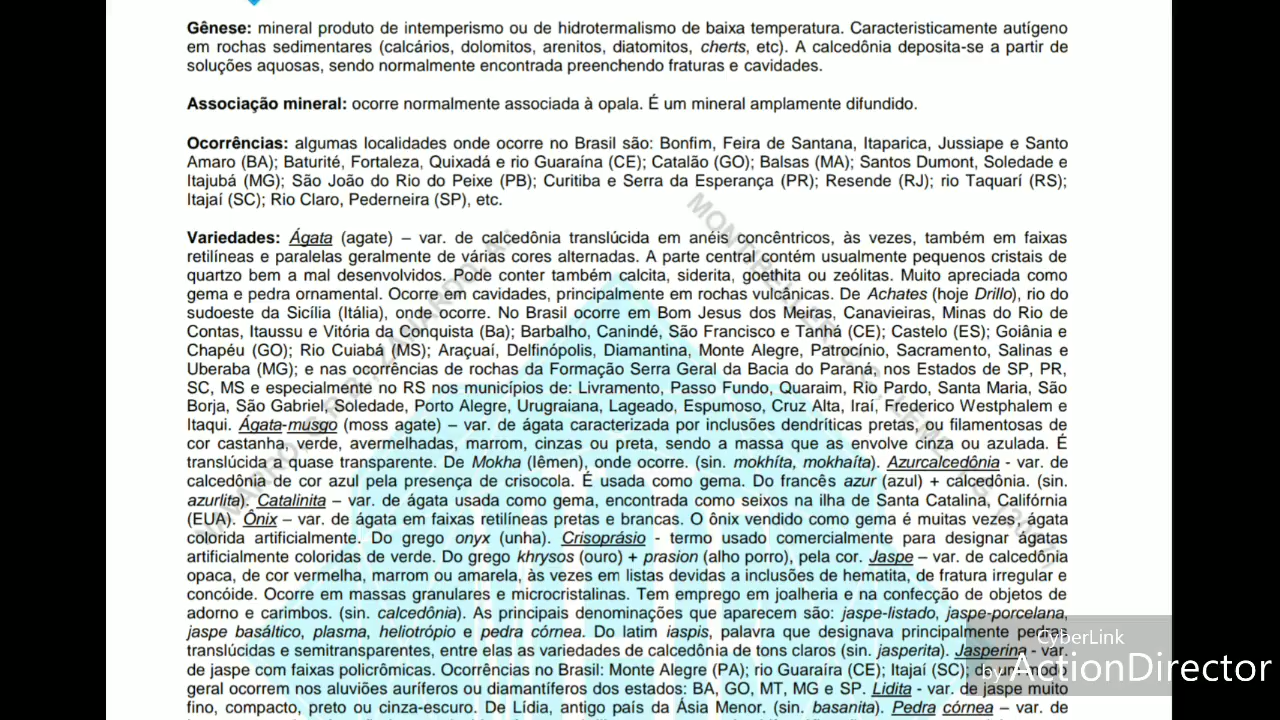 Gênese: mineral produto de intemperismo ou de hidrotermalismo de baixa temperatura. Caracteristicamente autígeno
em rochas sedimentares (calcários, dolomitos, arenitos, diatomitos, cherts, etc). A calcedônia deposita-se a partir de
soluções aquosas, sendo normalmente encontrada preenchendo fraturas e cavidades.
Associação mineral: ocorre normalmente associada à opala. É um mineral amplamente difundido.
Ocorrências: algumas localidades onde ocorre no Brasil são: Bonfim, Feira de Santana, Itaparica, Jussiape e Santo
Amaro (BA); Baturité, Fortaleza, Quixadá e rio Guaraína (CE); Catalão (GO); Balsas (MA); Santos Dumont, Soledade e
Itajubá (MG); São João do Rio do Peixe (PB); Curitiba e Serra da Esperança (PR); Resende (RJ); rio Taquarí (RS);
Itajaí (SC); Rio Claro, Pederneira (SP), etc.
Variedades: Ágata (agate) – var. de calcedônia translúcida em anéis concêntricos, às vezes, também em faixas
retilíneas e paralelas geralmente de várias cores alternadas. A parte central contém usualmente pequenos cristais de
quartzo bem a mal desenvolvidos. Pode conter também calcita, siderita, goethita ou zeólitas. Muito apreciada como
gema e pedra ornamental. Ocorre em cavidades, principalmente em rochas vulcânicas. De Achates (hoje Drillo), rio do
sudoeste da Sicília (Itália), onde ocorre. No Brasil ocorre em Bom Jesus dos Meiras, Canavieiras, Minas do Rio de
Contas, Itaussu e Vitória da Conquista (Ba); Barbalho, Canindé, São Francisco e Tanhá (CE); Castelo (ES); Goiânia e
Chapéu (GO); Rio Cuiabá (MS); Araçuaí, Delfinópolis, Diamantina, Monte Alegre, Patrocínio, Sacramento, Salinas e
Uberaba (MG); e nas ocorrências de rochas da Formação Serra Geral da Bacia do Paraná, nos Estados de SP, PR,
SC, MS e especialmente no RS nos municípios de: Livramento, Passo Fundo, Quaraim, Rio Pardo, Santa Maria, São
Borja, São Gabriel, Soledade, Porto Alegre, Urugraiana, Lageado, Espumoso, Cruz Alta, Iraí, Frederico Westphalem e
Itaqui. Ágata-musgo (moss agate) – var. de ágata caracterizada por inclusões dendríticas pretas, ou filamentosas de
cor castanha, verde, avermelhadas, marrom, cinzas ou preta, sendo a massa que as envolve cinza ou azulada. É
translúcida a quase transparente. De Mokha (Iêmen), onde ocorre. (sin. mokhíta, mokhaíta). Azurcalcedônia - var. de
calcedônia de cor azul pela presença de crisocola. É usada como gema. Do francês azur (azul) + calcedônia. (sin.
azurlita). Catalinita – var. de ágata usada como gema, encontrada como seixos na ilha de Santa Catalina, Califórnia
(EUA). Ônix – var. de ágata em faixas retilíneas pretas e brancas. O ônix vendido como gema é muitas vezes, ágata
colorida artificialmente. Do grego onyx (unha). Crisoprásio - termo usado comercialmente para designar ágatas
artificialmente coloridas de verde. Do grego khrysos (ouro) + prasion (alho porro), pela cor. Jaspe – var. de calcedônia
opaca, de cor vermelha, marrom ou amarela, às vezes em listas devidas a inclusões de hematita, de fratura irregular e
concóide. Ocorre em massas granulares e microcristalinas. Tem emprego em joalheria e na confecção de objetos de
adorno e carimbos. (sin. calcedônia). As principais denominações que aparecem são: jaspe-listado, jaspe-porcelana,
jaspe basáltico, plasma, heliotrópio e pedra córnea. Do latim iaspis, palavra que designava principalmente pedras
translúcidas e semitransparentes, entre elas as variedades de calcedônia de tons claros (sin. jasperita). Jasperina - var.
de jaspe com faixas policrômicas. Ocorrências no Brasil: Monte Alegre (PA); rio Guaraína (CE); Itajaí (SC); de um modo
geral ocorrem nos aluviões auríferos ou diamantíferos dos estados: BA, GO, MT, MG e SP. Lidita - var. de jaspe muito
fino, compacto, preto ou cinza-escuro. De Lídia, antigo país da Ásia Menor. (sin. basanita). Pedra córnea – var. de
CyberLink
by ActionDirector